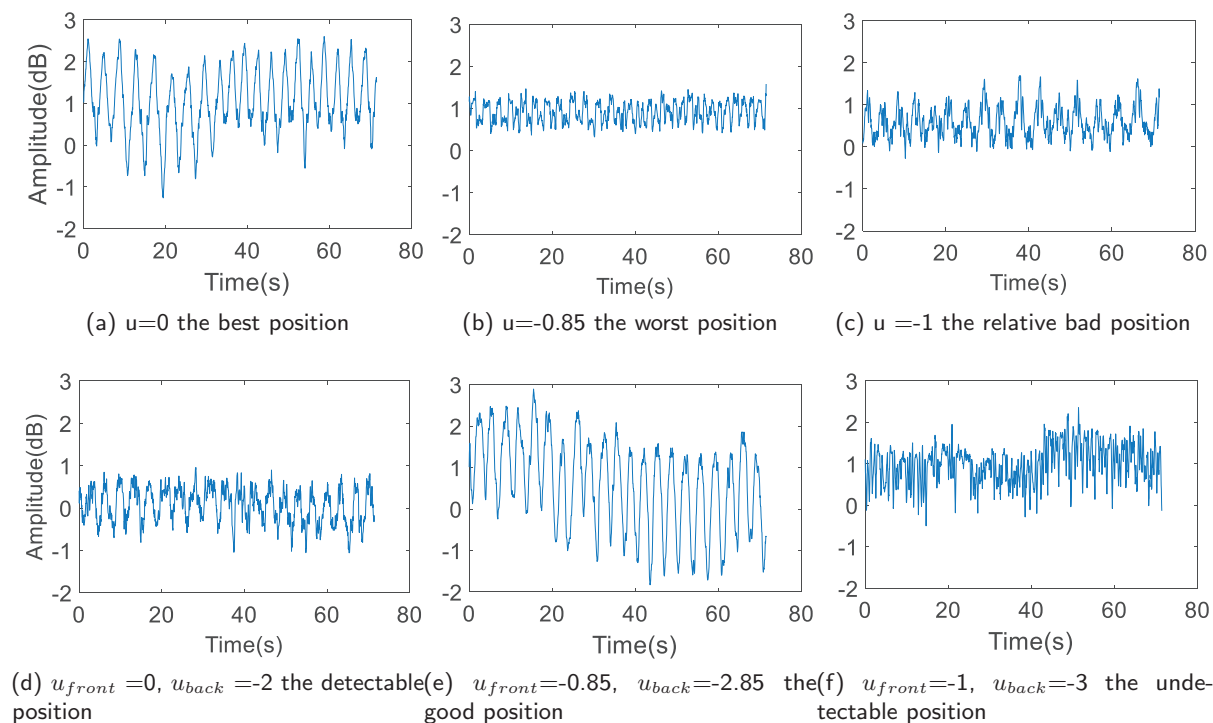 3
2
1
0
-1
-2
Amplitude(dB)
0 20 40 60 80
Time(s)
(a) u=0 the best position
3
2
1
0
-1
-2
0 20 40 60 80
Time(s)
(b) u=-0.85 the worst position
3
2
1
0
-1
-2
0 20 40 60 80
Time(s)
(c) u =-1 the relative bad position
3
2
1
0
-1
-2
Amplitude(dB)
0 20 40 60 80
Time(s)
(d) u_front =0, u_back =-2 the detectable
position
3
2
1
0
-1
-2
0 20 40 60 80
Time(s)
(e) u_front=-0.85, u_back=-2.85 the
good position
3
2
1
0
-1
-2
0 20 40 60 80
Time(s)
(f) u_front=-1, u_back=-3 the unde-
tectable position